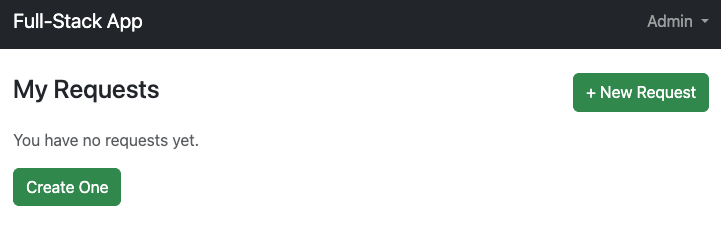 Full-Stack App
Admin
My Requests
+ New Request
You have no requests yet.
Create One